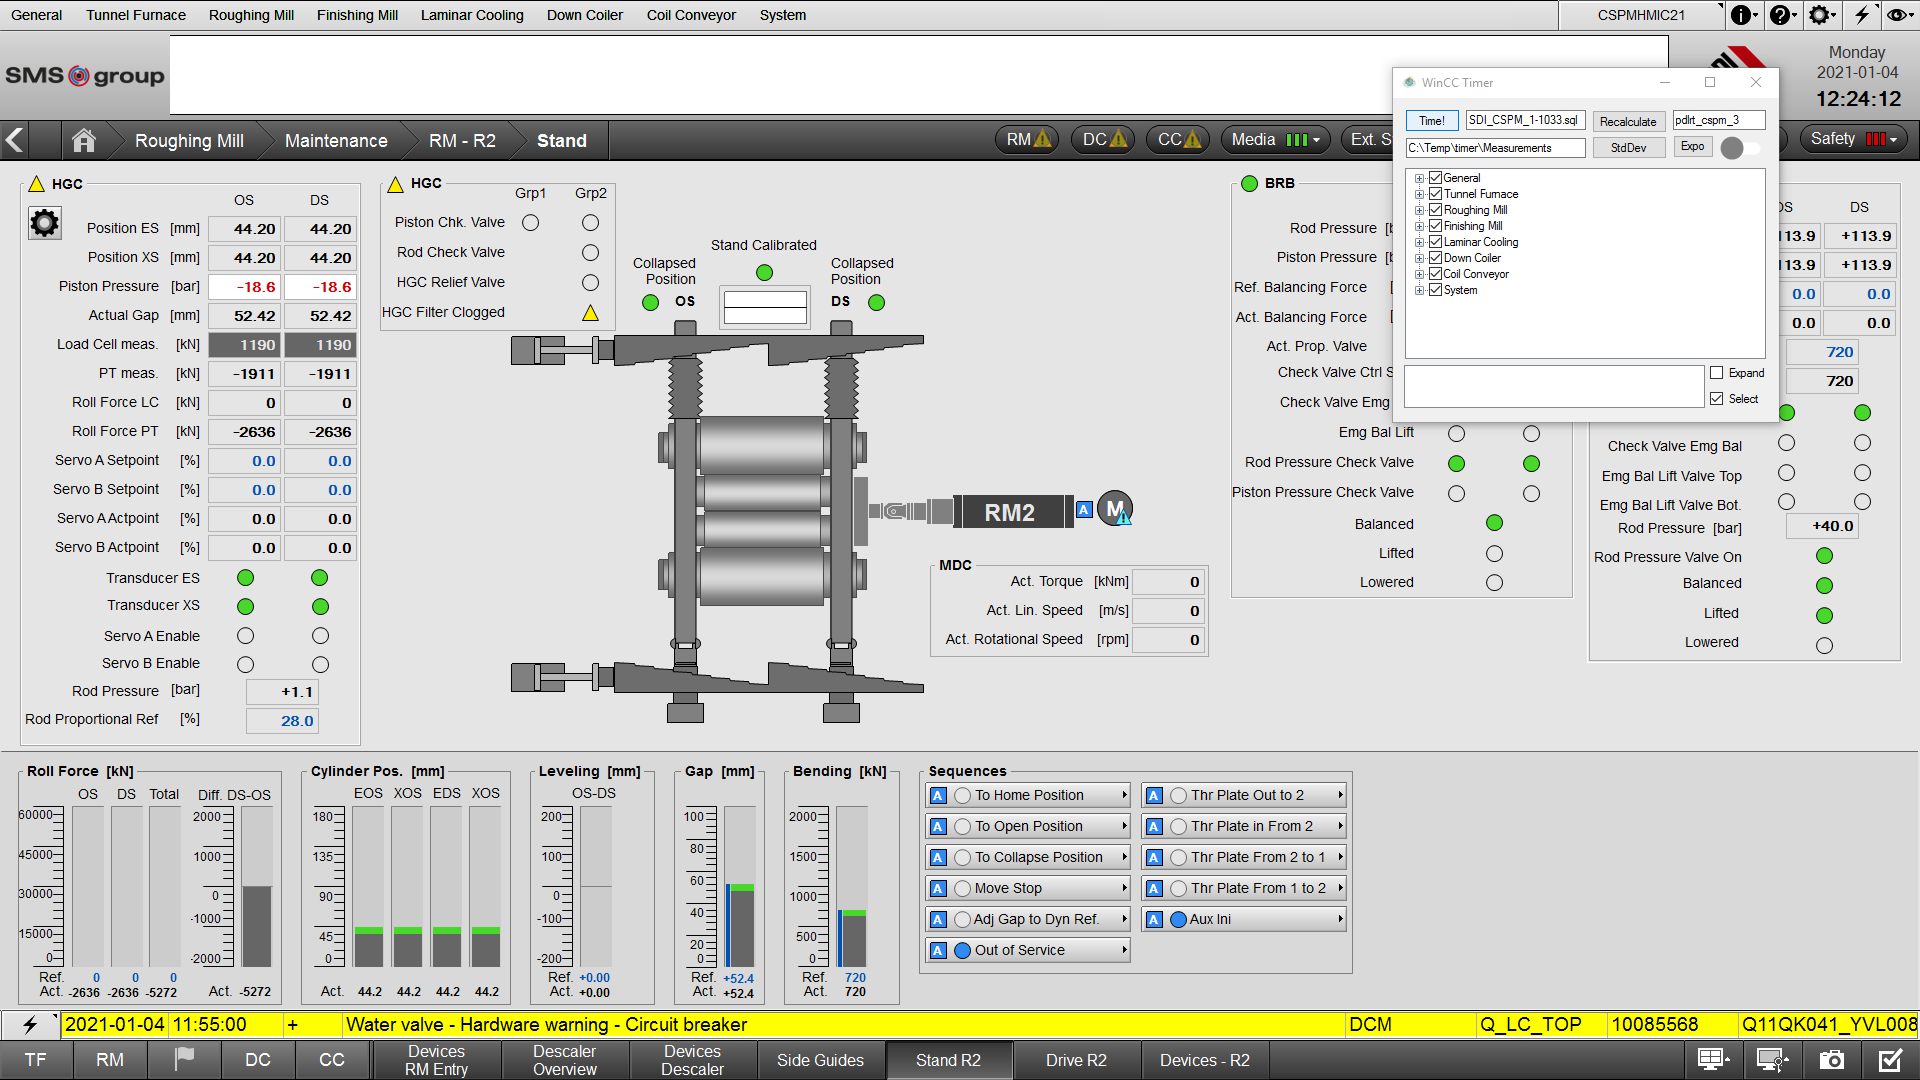 General Tunnel Furnace Roughing Mill Finishing Mill Laminar Cooling Down Coiler Coil Conveyor System CSPMHMIC21
SMS group
Monday
2021-01-04
12:24:12
Roughing Mill Maintenance RM - R2 Stand RM DC CC Media Ext. S Safety
WinCC Timer
Time! SDI_CSPM_1-1033.sql Recalculate pdlrt_cspm_3
C:\Temp\timer\Measurements StdDev Expo
General
Tunnel Furnace
Roughing Mill
Finishing Mill
Laminar Cooling
Down Coiler
Coil Conveyor
System
Expand
Select
HGC
OS DS
Position ES [mm] 44.20 44.20
Position XS [mm] 44.20 44.20
Piston Pressure [bar] -18.6 -18.6
Actual Gap [mm] 52.42 52.42
Load Cell meas. [kN] 1190 1190
PT meas. [kN] -1911 -1911
Roll Force LC [kN] 0 0
Roll Force PT [kN] -2636 -2636
Servo A Setpoint [%] 0.0 0.0
Servo B Setpoint [%] 0.0 0.0
Servo A Actpoint [%] 0.0 0.0
Servo B Actpoint [%] 0.0 0.0
Transducer ES
Transducer XS
Servo A Enable
Servo B Enable
Rod Pressure [bar] +1.1
Rod Proportional Ref [%] 28.0
HGC
Grp1 Grp2
Piston Chk. Valve
Rod Check Valve
HGC Relief Valve
HGC Filter Clogged
Stand Calibrated
Collapsed Position OS
Collapsed Position DS
RM2 A M
MDC
Act. Torque [kNm] 0
Act. Lin. Speed [m/s] 0
Act. Rotational Speed [rpm] 0
BRB
Rod Pressure
Piston Pressure
Ref. Balancing Force
Act. Balancing Force
Act. Prop. Valve
Check Valve Ctrl S
Check Valve Emg
Emg Bal Lift
Rod Pressure Check Valve
Piston Pressure Check Valve
Balanced
Lifted
Lowered
DS
113.9 +113.9
113.9 +113.9
0.0 0.0
0.0 0.0
720
720
Check Valve Emg Bal
Emg Bal Lift Valve Top
Emg Bal Lift Valve Bot.
Rod Pressure [bar] +40.0
Rod Pressure Valve On
Balanced
Lifted
Lowered
Roll Force [kN]
OS DS Total Diff. DS-OS
60000
45000
30000
15000
0
2000
1000
0
-1000
-2000
Ref. 0 0 0
Act. -2636 -2636 -5272 Act. -5272
Cylinder Pos. [mm]
EOS XOS EDS XOS
180
135
90
45
0
Act. 44.2 44.2 44.2 44.2
Leveling [mm]
OS-DS
200
100
0
-100
-200
Ref. +0.00
Act. +0.00
Gap [mm]
100
80
60
40
20
0
Ref. +52.4
Act. +52.4
Bending [kN]
2000
1500
1000
500
0
Ref. 720
Act. 720
Sequences
A To Home Position A Thr Plate Out to 2
A To Open Position A Thr Plate in From 2
A To Collapse Position A Thr Plate From 2 to 1
A Move Stop A Thr Plate From 1 to 2
A Adj Gap to Dyn Ref. A Aux Ini
A Out of Service
2021-01-04 11:55:00 + Water valve - Hardware warning - Circuit breaker DCM Q_LC_TOP 10085568 Q11QK041_YVL008
TF RM DC CC Devices RM Entry Descaler Overview Devices Descaler Side Guides Stand R2 Drive R2 Devices - R2